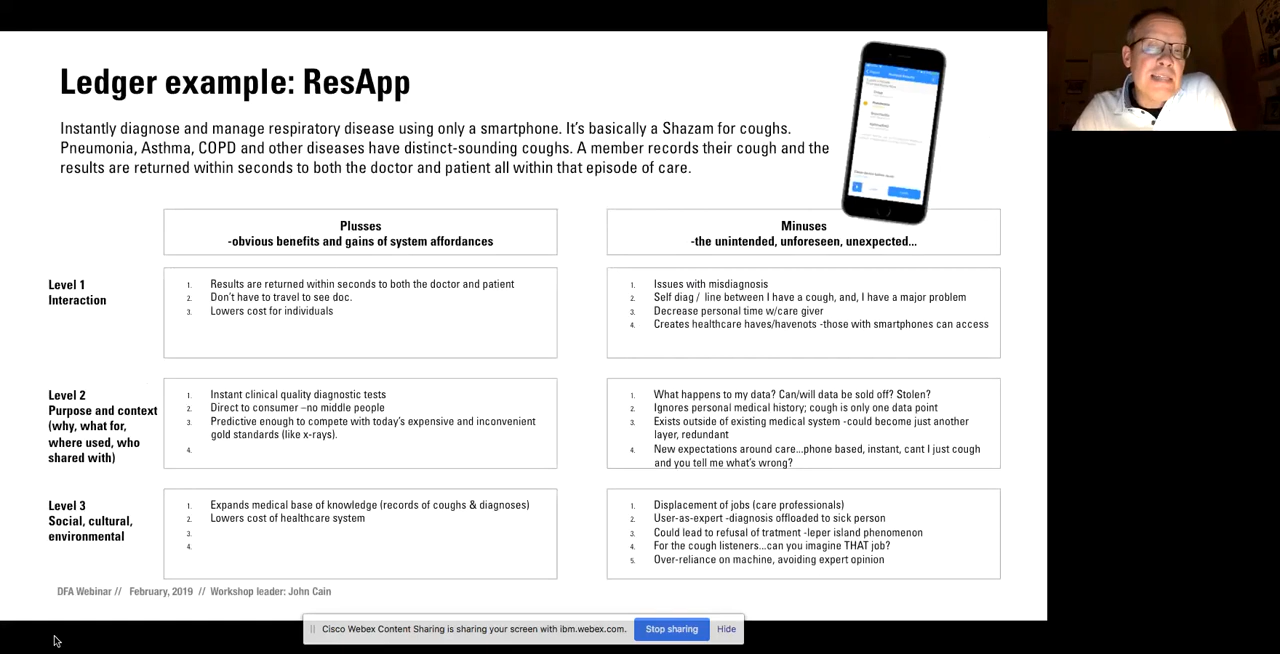 Ledger example: ResApp
Instantly diagnose and manage respiratory disease using only a smartphone. It's basically a Shazam for coughs.
Pneumonia, Asthma, COPD and other diseases have distinct-sounding coughs. A member records their cough and the
results are returned within seconds to both the doctor and patient all within that episode of care.
Plusses
-obvious benefits and gains of system affordances
Minuses
-the unintended, unforeseen, unexpected...
Level 1
Interaction
1. Results are returned within seconds to both the doctor and patient
2. Don't have to travel to see doc.
3. Lowers cost for individuals
1. Issues with misdiagnosis
2. Self diag / line between I have a cough, and, I have a major problem
3. Decrease personal time w/care giver
4. Creates healthcare haves/havenots -those with smartphones can access
Level 2
Purpose and context
(why, what for,
where used, who
shared with)
1. Instant clinical quality diagnostic tests
2. Direct to consumer –no middle people
3. Predictive enough to compete with today's expensive and inconvenient
gold standards (like x-rays).
4.
1. What happens to my data? Can/will data be sold off? Stolen?
2. Ignores personal medical history; cough is only one data point
3. Exists outside of existing medical system -could become just another
layer, redundant
4. New expectations around care...phone based, instant, cant I just cough
and you tell me what's wrong?
Level 3
Social, cultural,
environmental
1. Expands medical base of knowledge (records of coughs & diagnoses)
2. Lowers cost of healthcare system
3.
4.
1. Displacement of jobs (care professionals)
2. User-as-expert -diagnosis offloaded to sick person
3. Could lead to refusal of tratment -leper island phenomenon
4. For the cough listeners...can you imagine THAT job?
5. Over-reliance on machine, avoiding expert opinion
DFA Webinar // February, 2019 // Workshop leader: John Cain
Cisco Webex Content Sharing is sharing your screen with ibm.webex.com.
Stop sharing
Hide